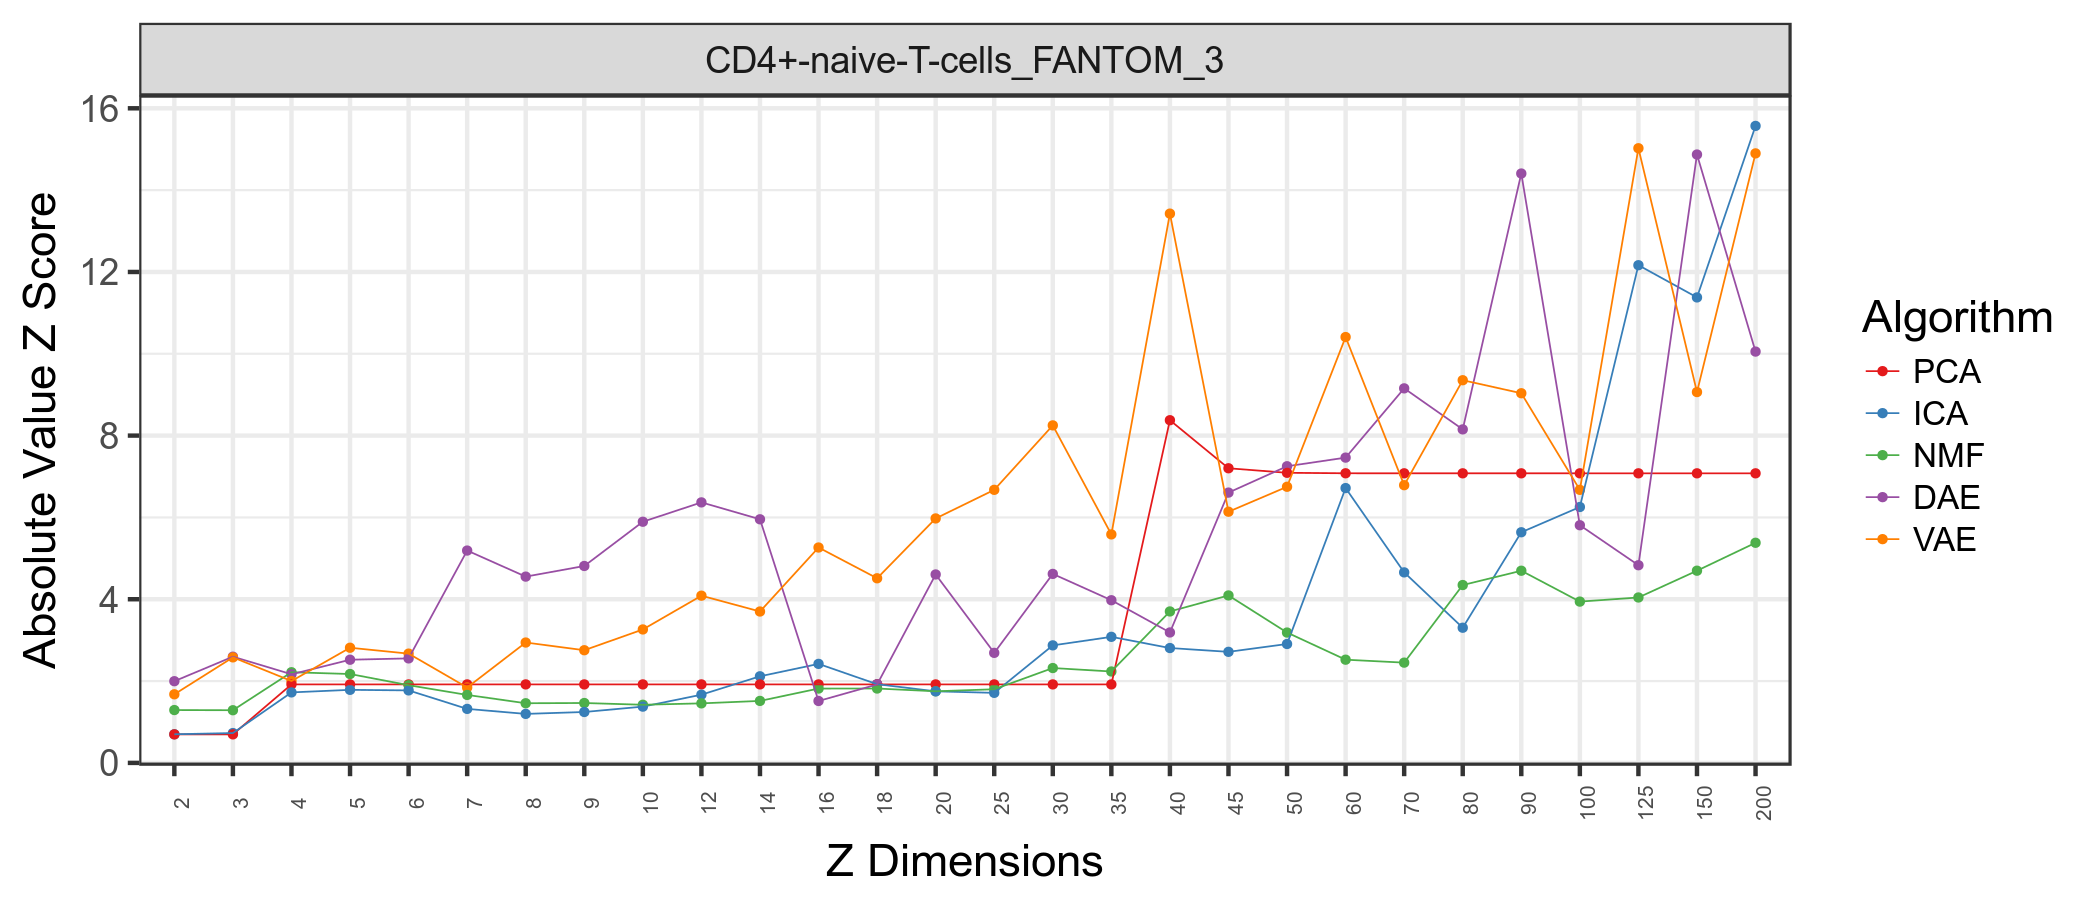 CD4+-naive-T-cells_FANTOM_3
Absolute Value Z Score
16
12
8
4
0
2 3 4 5 6 7 8 9 10 12 14 16 18 20 25 30 35 40 45 50 60 70 80 90 100 125 150 200
Z Dimensions
Algorithm
PCA
ICA
NMF
DAE
VAE